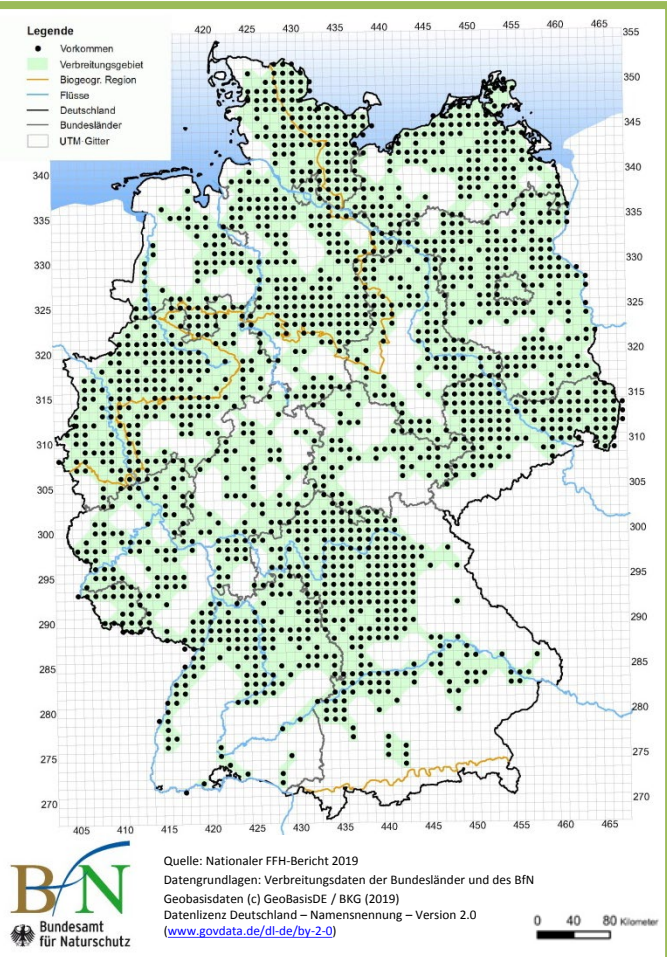 Legende
Vorkommen
Verbreitungsgebiet
Biogeogr. Region
Flüsse
Deutschland
Bundesländer
UTM-Gitter
420 425 430 435 440 445 450 455 460 465
420
355
350
345
340
335
330
325
320
315
310
305
300
295
290
285
280
275
270
340
335
330
325
320
315
310
305
300
295
290
285
280
275
270
405 410 415 420 425 430 435 440 445 450 455 460 465
BfN
Bundesamt
für Naturschutz
Quelle: Nationaler FFH-Bericht 2019
Datengrundlagen: Verbreitungsdaten der Bundesländer und des BfN
Geobasisdaten (c) GeoBasisDE / BKG (2019)
Datenlizenz Deutschland – Namensnennung – Version 2.0
(www.govdata.de/dl-de/by-2-0)
0 40 80 Kilometer